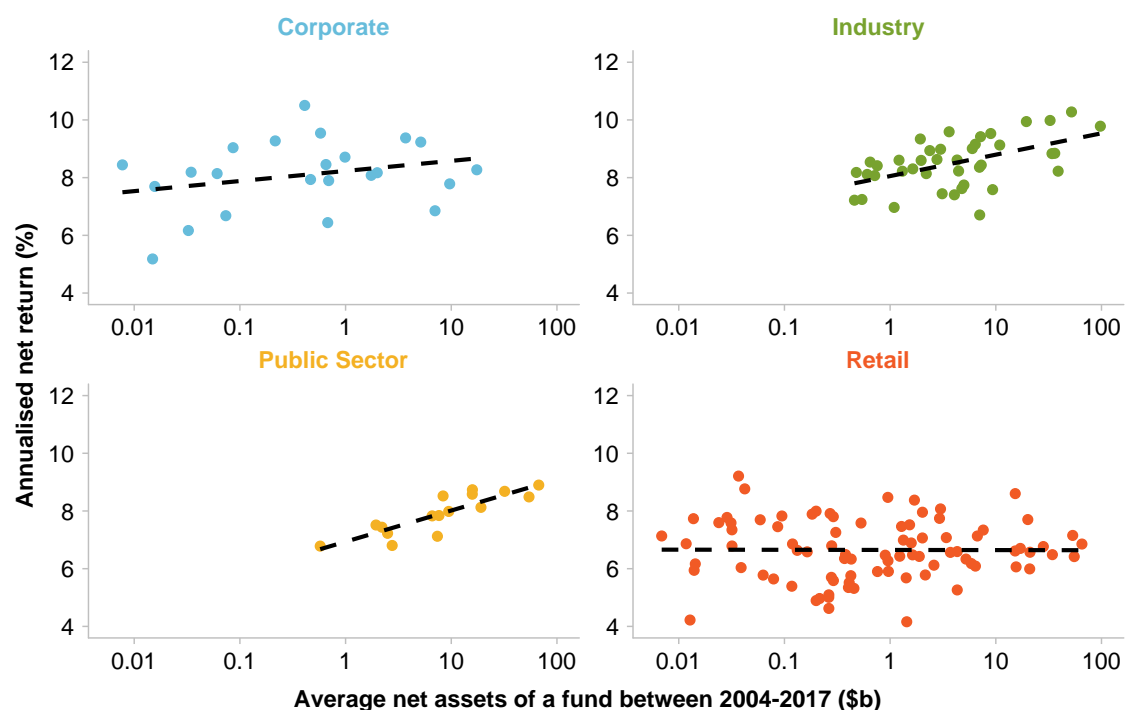 Corporate
Industry
12
10
8
6
4
0.01 0.1 1 10 100
12
10
8
6
4
0.01 0.1 1 10 100
Public Sector
Retail
12
10
8
6
4
0.01 0.1 1 10 100
12
10
8
6
4
0.01 0.1 1 10 100
Annualised net return (%)
Average net assets of a fund between 2004-2017 ($b)